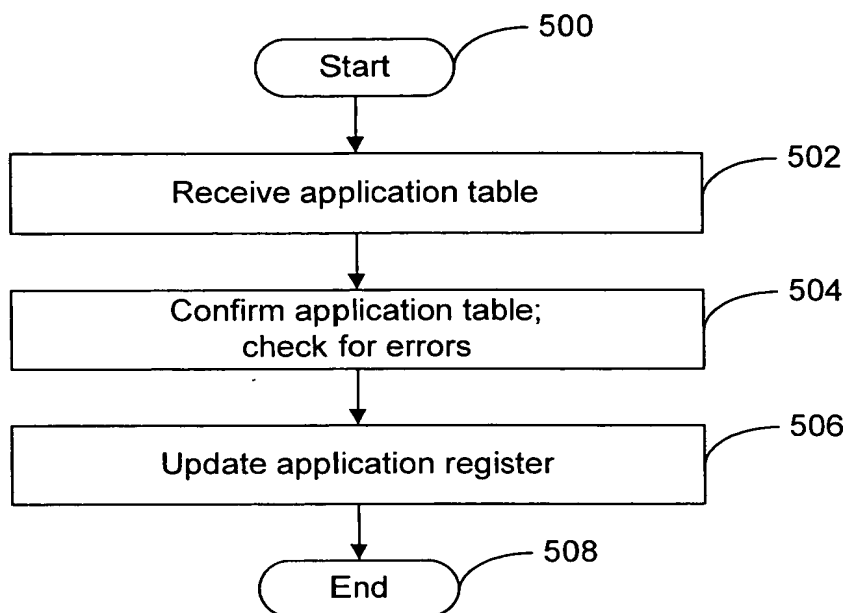 500
Start
502
Receive application table
504
Confirm application table;
check for errors
506
Update application register
508
End